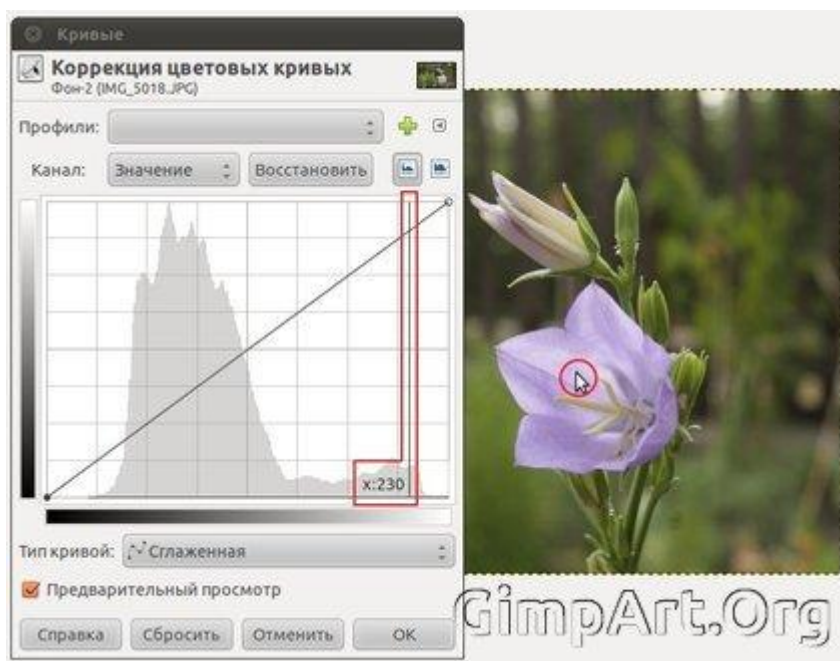 Кривые
Коррекция цветовых кривых
Фон-2 (IMG_5018.JPG)
Профили:
Канал: Значение Восстановить
x:230
Тип кривой: Сглаженная
Предварительный просмотр
Справка Сбросить Отменить ОК
GimpArt.Org